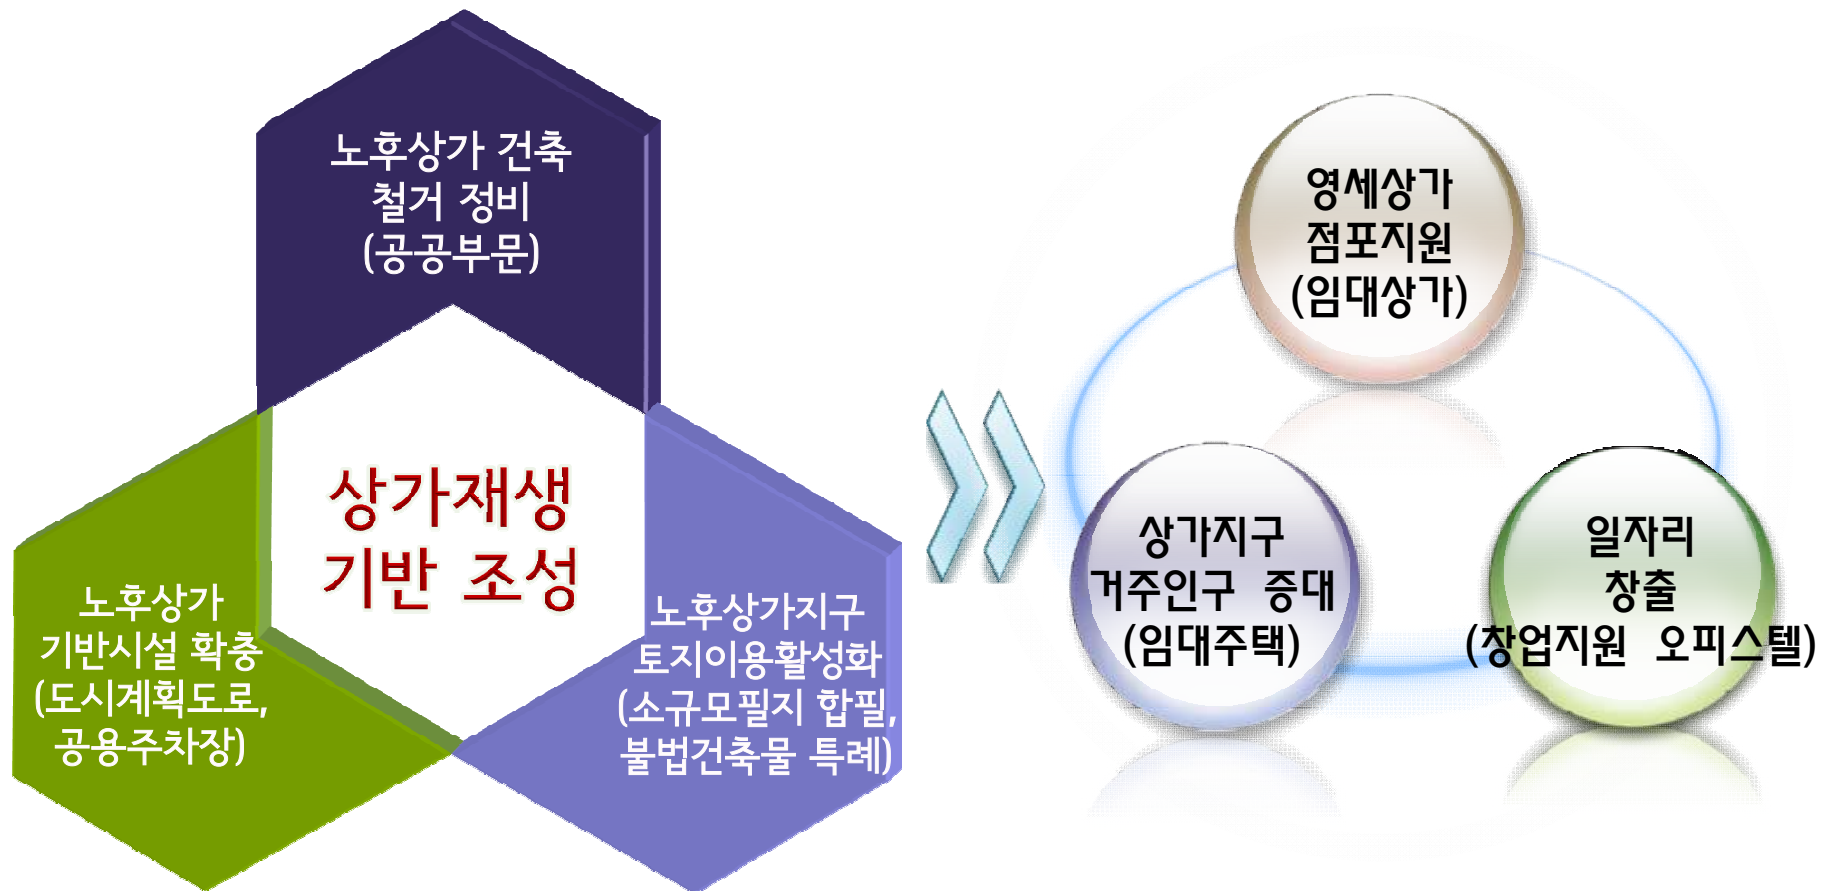 노후상가 건축
철거 정비
(공공부문)
상가재생
기반 조성
노후상가
기반시설 확충
(도시계획도로,
공용주차장)
노후상가지구
토지이용활성화
(소규모필지 합필,
불법건축물 특례)
영세상가
점포지원
(임대상가)
상가지구
거주인구 증대
(임대주택)
일자리
창출
(창업지원 오피스텔)